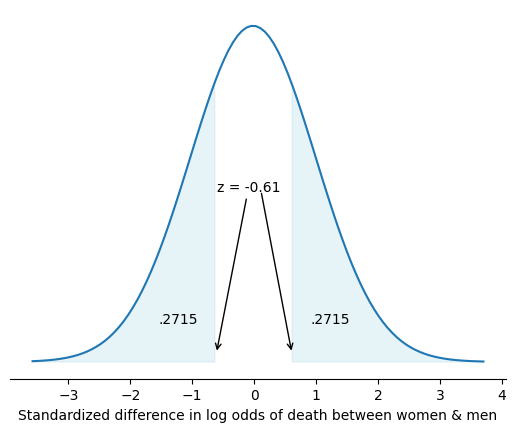 z = -0.61
.2715 .2715
−3 −2 −1 0 1 2 3 4
Standardized difference in log odds of death between women & men